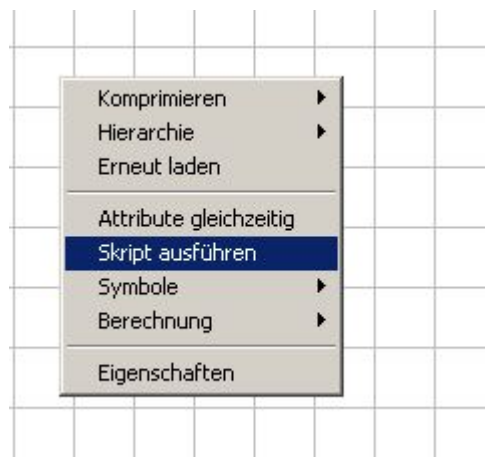 Komprimieren
Hierarchie
Erneut laden
Attribute gleichzeitig
Skript ausführen
Symbole
Berechnung
Eigenschaften